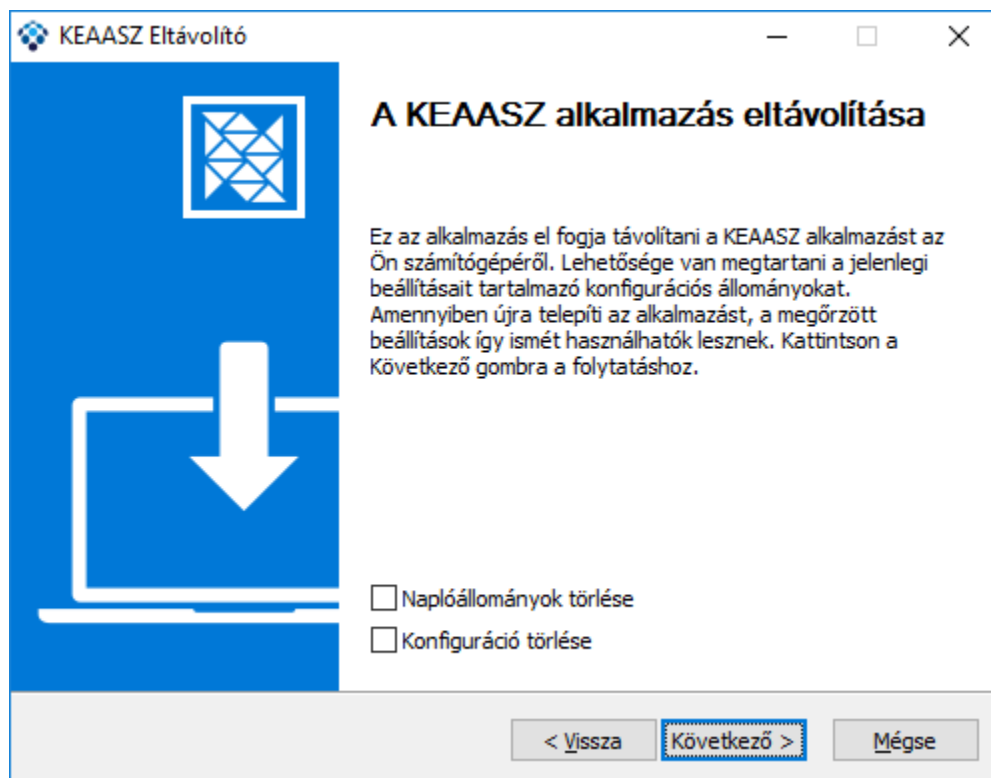 KEAASZ Eltávolító
A KEAASZ alkalmazás eltávolítása
Ez az alkalmazás el fogja távolítani a KEAASZ alkalmazást az
Ön számítógépéről. Lehetősége van megtartani a jelenlegi
beállításait tartalmazó konfigurációs állományokat.
Amennyiben újra telepíti az alkalmazást, a megőrzött
beállítások így ismét használhatók lesznek. Kattintson a
Következő gombra a folytatáshoz.
Naplóállományok törlése
Konfiguráció törlése
< Vissza
Következő >
Mégse